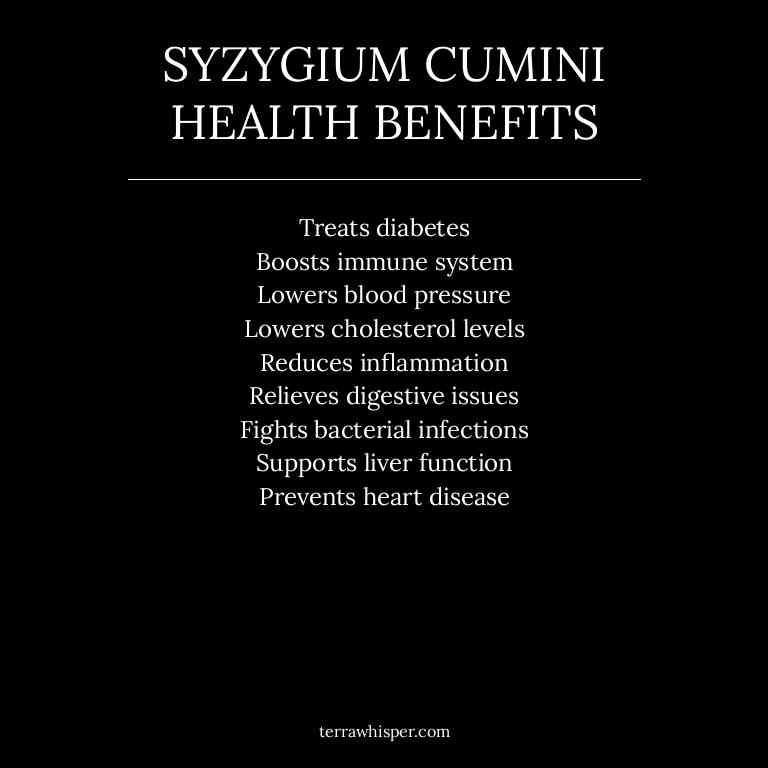 SYZYGIUM CUMINI
HEALTH BENEFITS
Treats diabetes
Boosts immune system
Lowers blood pressure
Lowers cholesterol levels
Reduces inflammation
Relieves digestive issues
Fights bacterial infections
Supports liver function
Prevents heart disease
terrawhisper.com